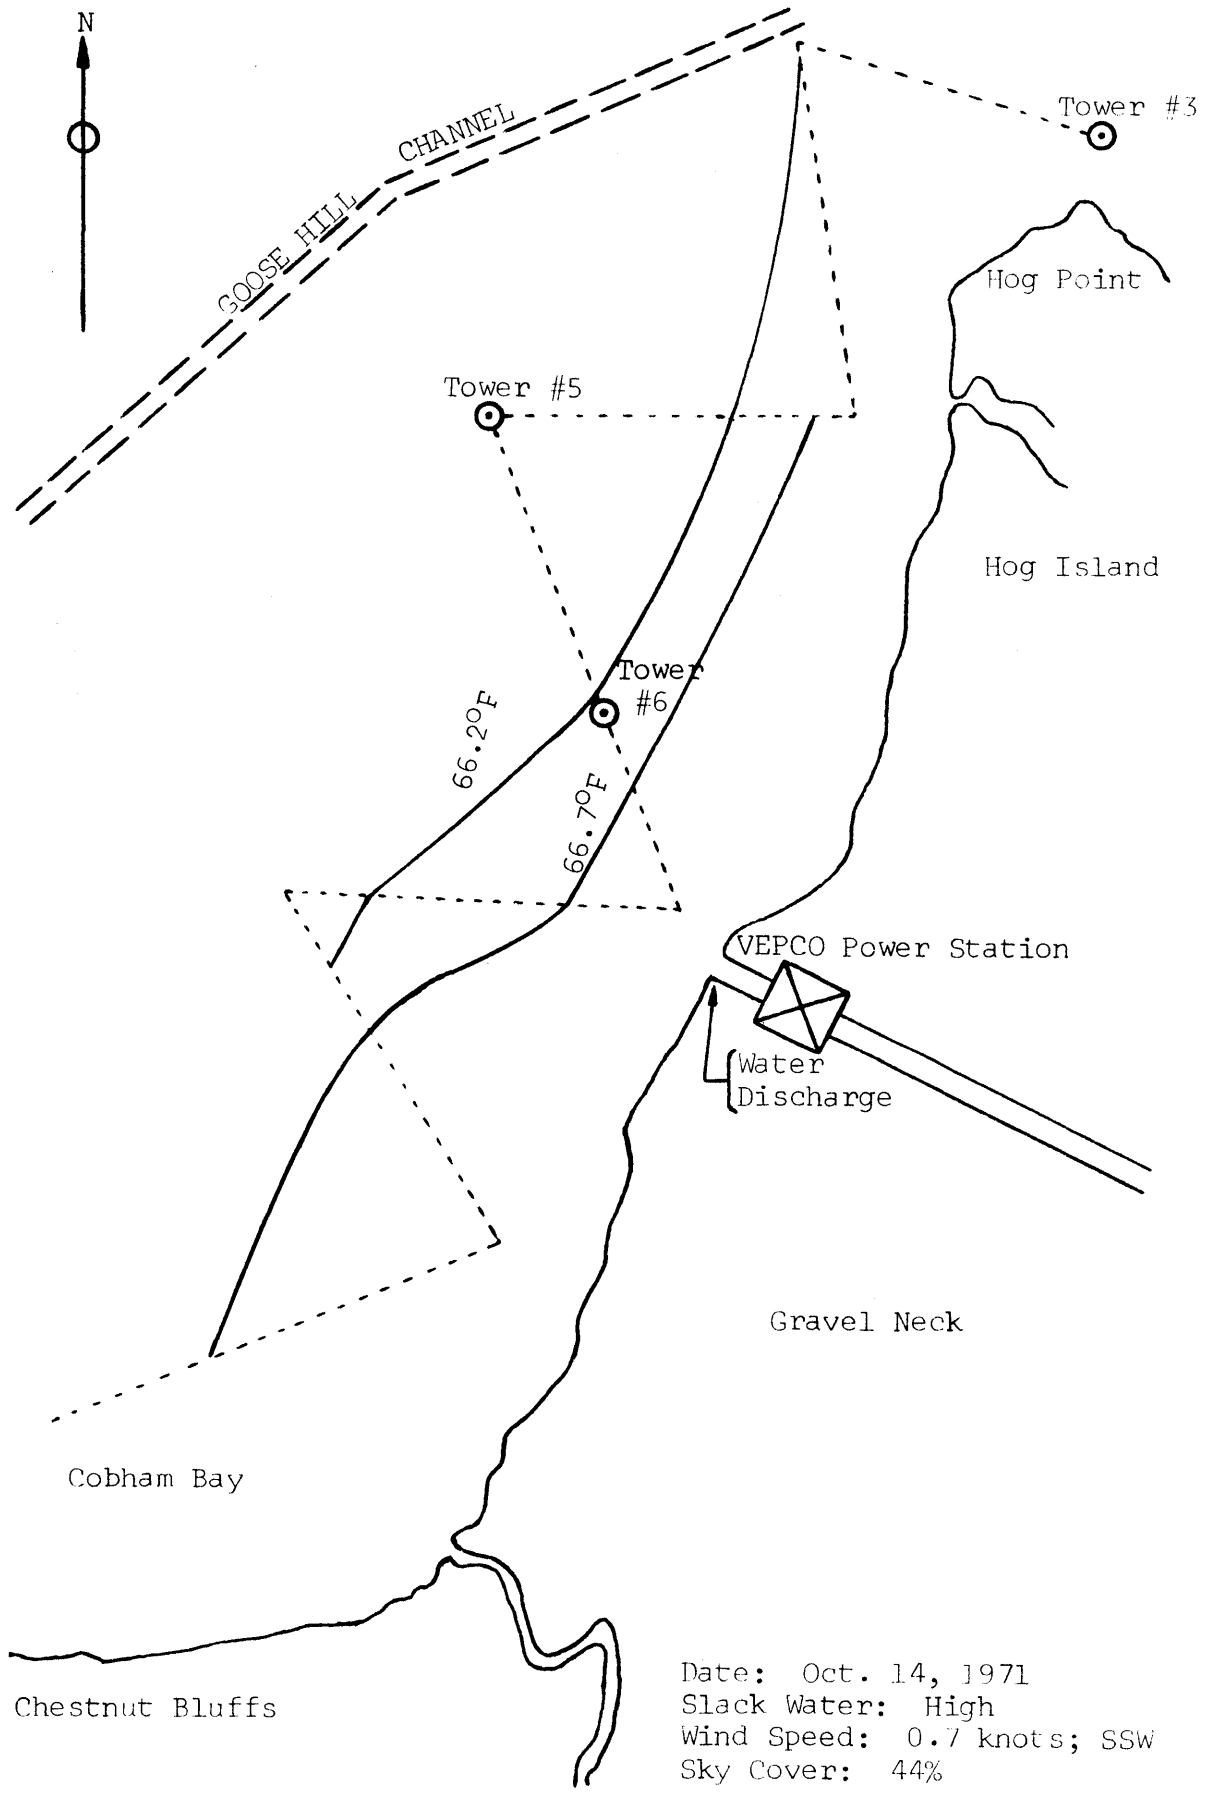 N
Tower #3
CHANNEL
GOOSE HILL
Hog Point
Tower #5
Hog Island
Tower
#6
66.2°F
66.7°F
VEPCO Power Station
Water
Discharge
Gravel Neck
Cobham Bay
Chestnut Bluffs
Date: Oct. 14, 1971
Slack Water: High
Wind Speed: 0.7 knots; SSW
Sky Cover: 44%